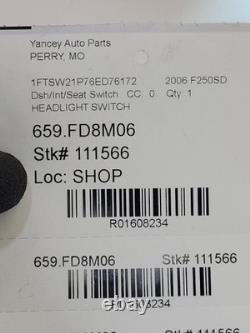 Yancey Auto Parts
PERRY, MO
1FTSW21P76ED76172 2006 F250SD
Dsh/Int/Seat Switch CC: 0 Qty: 1
HEADLIGHT SWITCH
659.FD8M06
Stk# 111566
Loc: SHOP
R01608234
659.FD8M06 Stk# 111566
R01608234